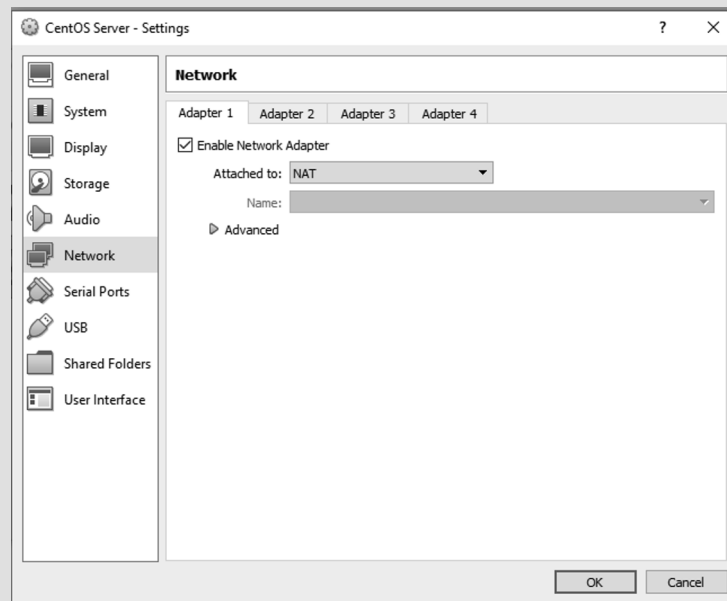 CentOS Server - Settings
?
General
System
Display
Storage
Audio
Network
Serial Ports
USB
Shared Folders
User Interface
Network
Adapter 1 Adapter 2 Adapter 3 Adapter 4
Enable Network Adapter
Attached to: NAT
Name:
Advanced
OK Cancel